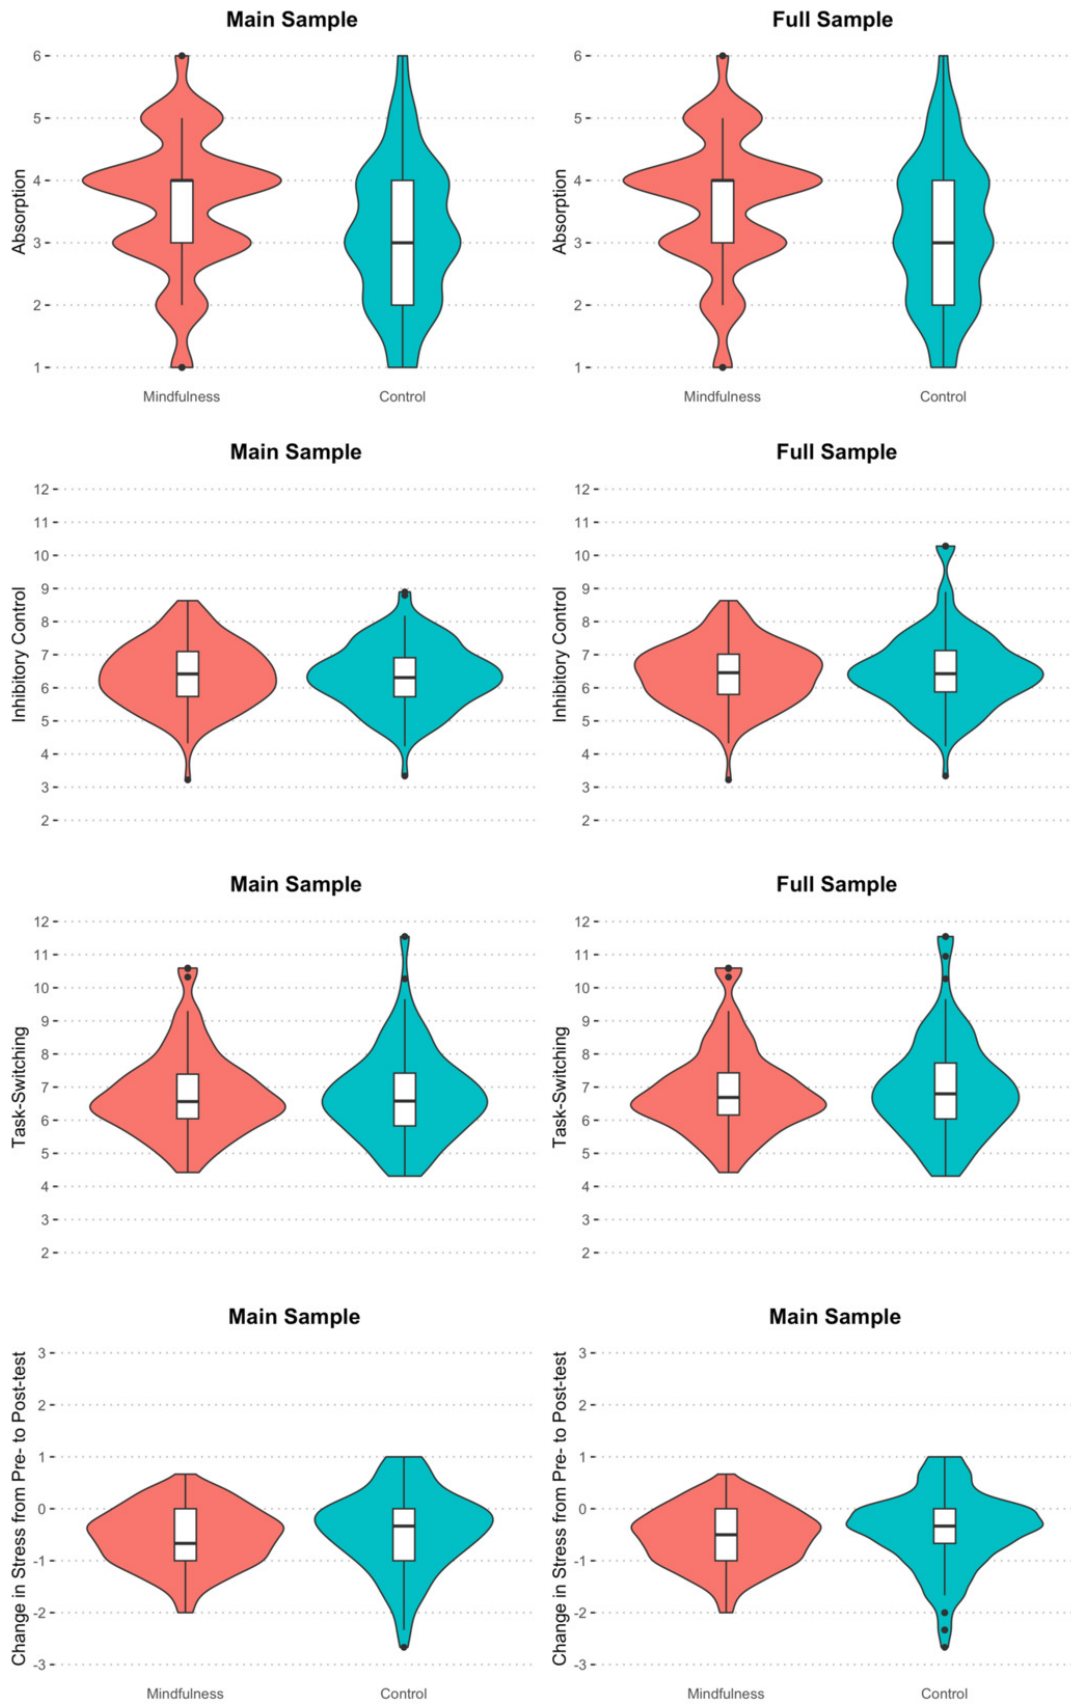 Main Sample
Full Sample
Absorption
6
5
4
3
2
1
Mindfulness
Control
Absorption
6
5
4
3
2
1
Mindfulness
Control
Main Sample
Full Sample
Inhibitory Control
12
11
10
9
8
7
6
5
4
3
2
Inhibitory Control
12
11
10
9
8
7
6
5
4
3
2
Main Sample
Full Sample
Task-Switching
12
11
10
9
8
7
6
5
4
3
2
Task-Switching
12
11
10
9
8
7
6
5
4
3
2
Main Sample
Main Sample
Change in Stress from Pre- to Post-test
3
2
1
0
-1
-2
-3
Mindfulness
Control
Change in Stress from Pre- to Post-test
3
2
1
0
-1
-2
-3
Mindfulness
Control